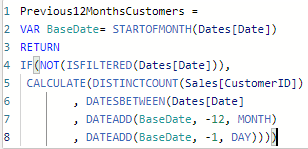 1 Previous12MonthsCustomers =
2 VAR BaseDate= STARTOFMONTH(Dates[Date])
3 RETURN
4 IF(NOT(ISFILTERED(Dates[Date])),
5 CALCULATE(DISTINCTCOUNT(Sales[CustomerID])
6 , DATESBETWEEN(Dates[Date]
7 , DATEADD(BaseDate, -12, MONTH)
8 , DATEADD(BaseDate, -1, DAY))))